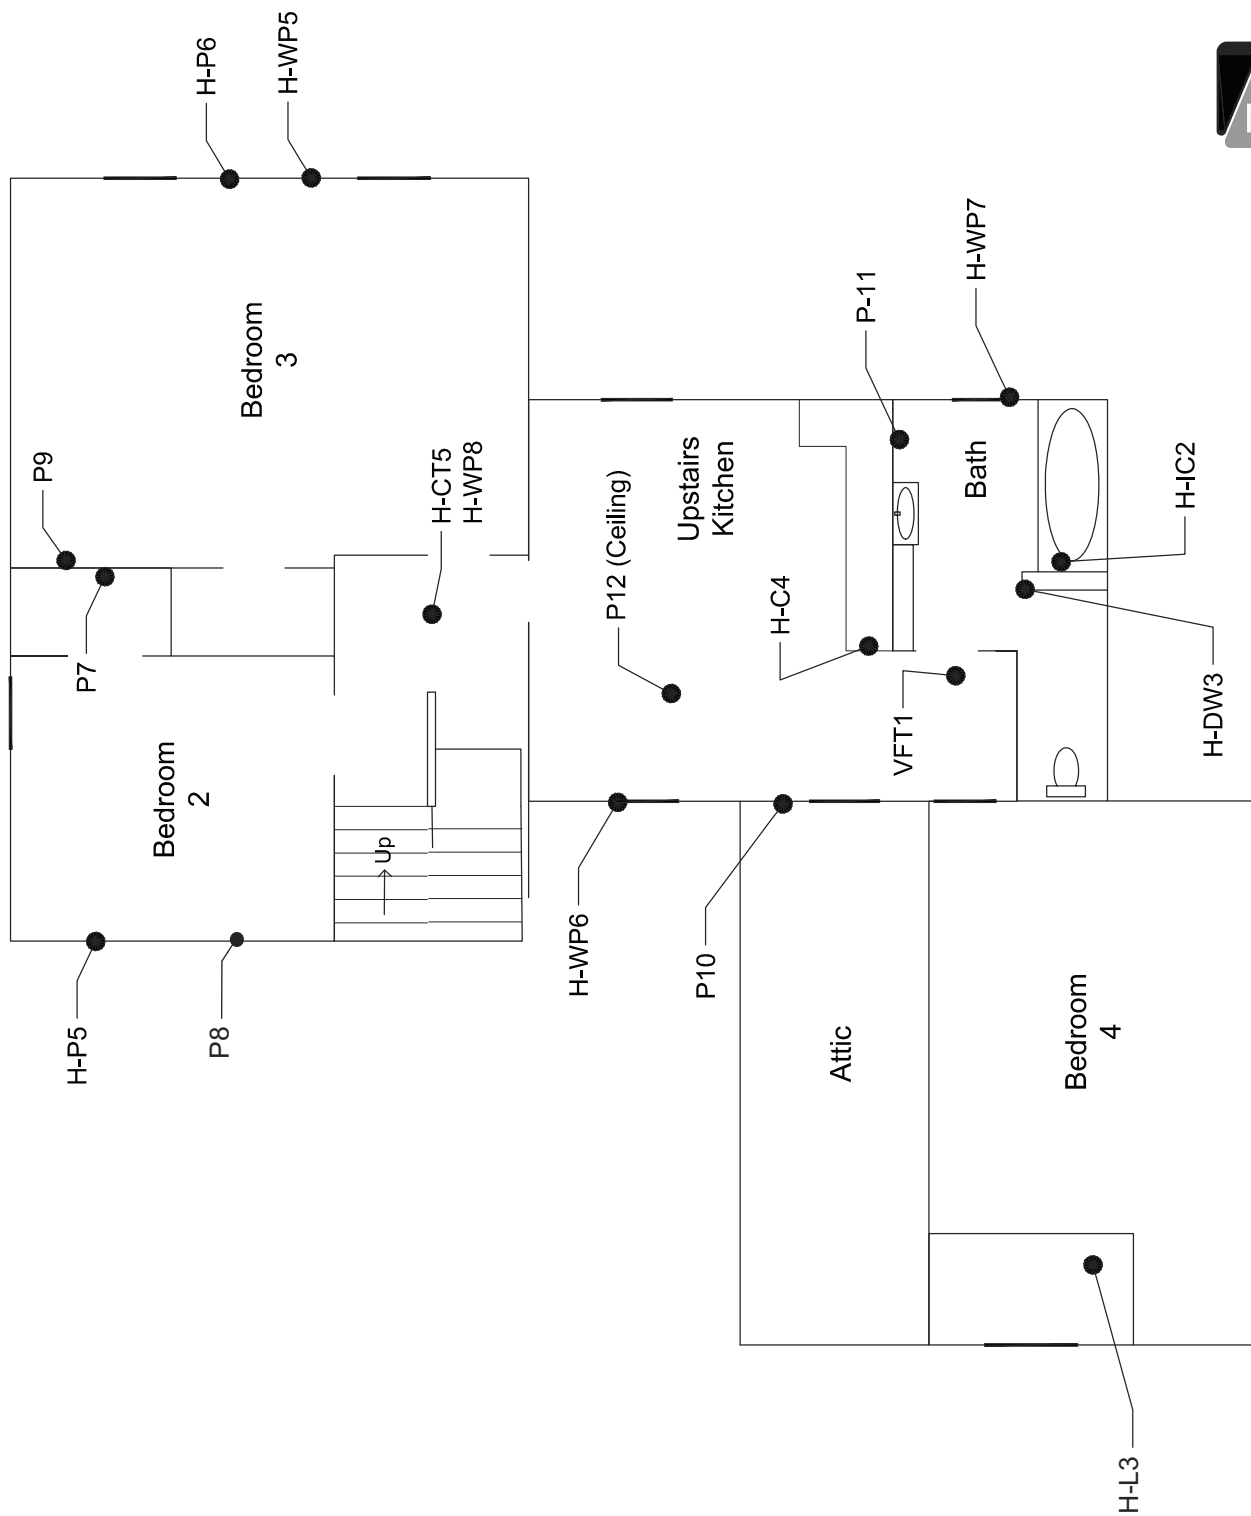 H-P6
H-WP5
Bedroom
3
P9
P7
H-CT5
H-WP8
Bedroom
2
Up
H-P5
P8
P12 (Ceiling)
Upstairs
Kitchen
P-11
H-WP7
Bath
H-IC2
H-C4
VFT1
H-DW3
H-WP6
P10
Attic
Bedroom
4
H-L3